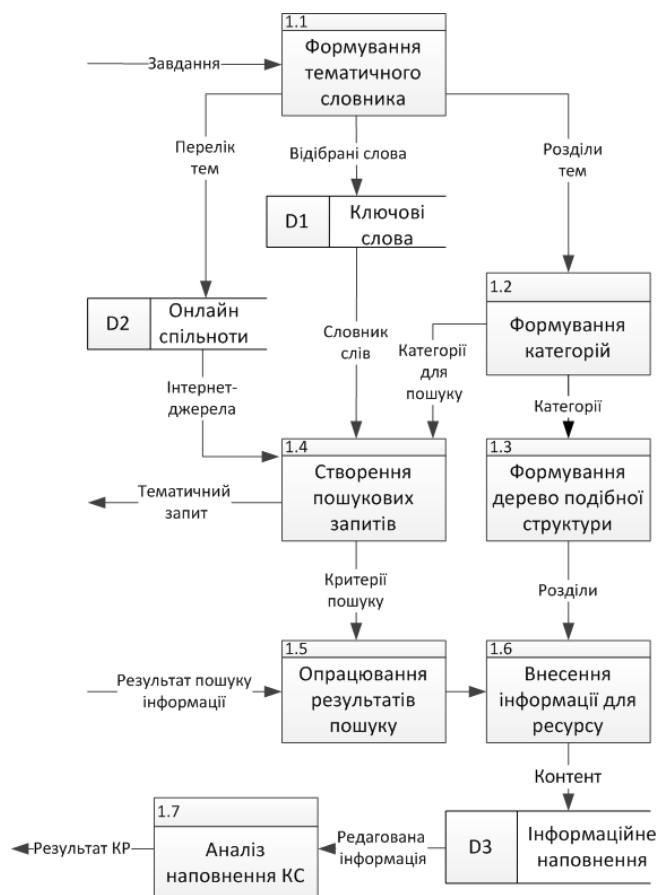 1.1
Формування
тематичного
словника
Завдання
Перелік
тем
Відібрані слова
Розділи
тем
D1
Ключові
слова
1.2
Формування
категорій
D2
Онлайн
спільноти
Словник
слів
Категорії
для
пошуку
Інтернет-
джерела
Категорії
1.4
Створення
пошукових
запитів
1.3
Формування
дерево подібної
структури
Тематичний
запит
Критерії
пошуку
Розділи
1.5
Опрацювання
результатів
пошуку
1.6
Внесення
інформації для
ресурсу
Результат пошуку
інформації
Контент
1.7
Аналіз
наповнення КС
Результат КР
Редагована
інформація
D3
Інформаційне
наповнення